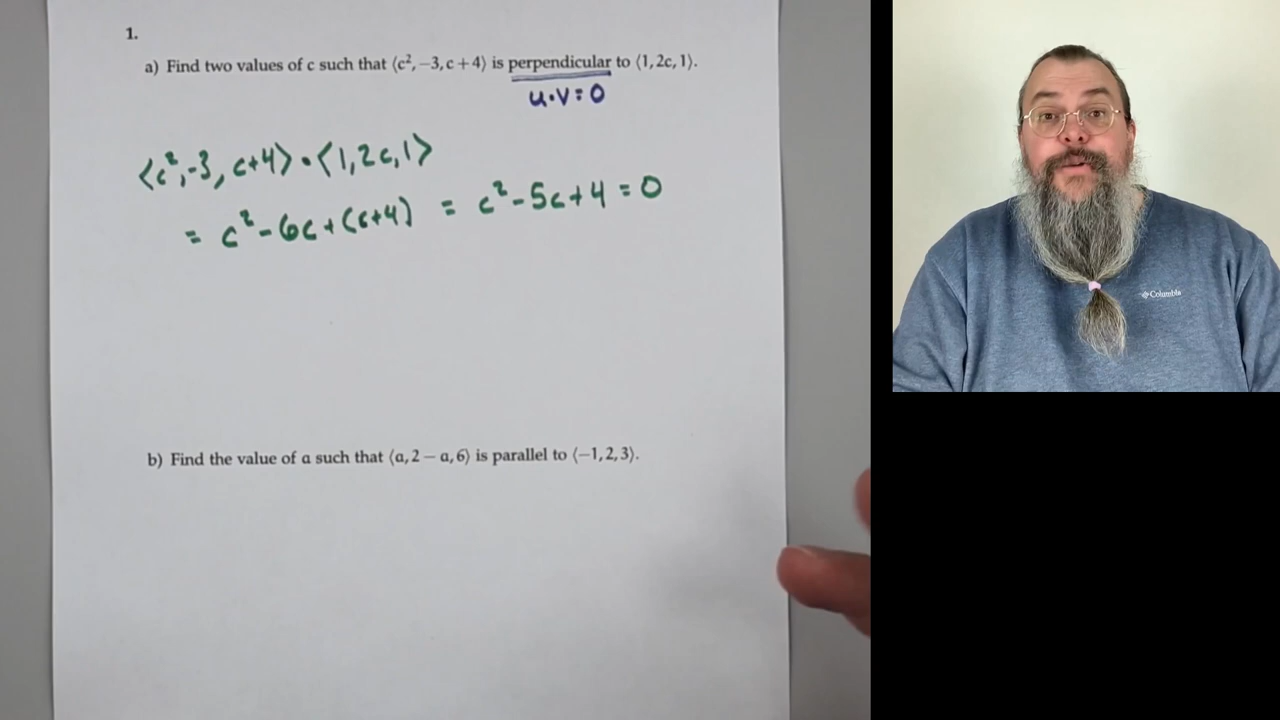 1.
a) Find two values of c such that ⟨c², −3, c + 4⟩ is perpendicular to ⟨1, 2c, 1⟩.
u•v=0
⟨c², -3, c+4⟩ • ⟨1, 2c, 1⟩
= c² - 6c + (c+4) = c² - 5c + 4 = 0
b) Find the value of a such that ⟨a, 2 − a, 6⟩ is parallel to ⟨−1, 2, 3⟩.
Columbia